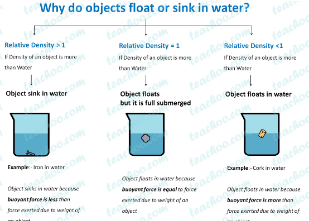 Why do objects float or sink in water?
Relative Density > 1
If Density of an object is more
than Water
Object sink in water
Example - Iron in water
Object sinks in water because
buoyant force is less than
force exerted due to weight of
an object
Relative Density = 1
If Density of an object is more
than Water
Object floats
but it is full submerged
Object floats in water because
buoyant force is equal to force
exerted due to weight of an
object
Relative Density <1
If Density of an object is more
than Water
Object floats in water
Example - Cork in water
Object floats in water because
buoyant force is more than
force exerted due to weight of
teachoo.com